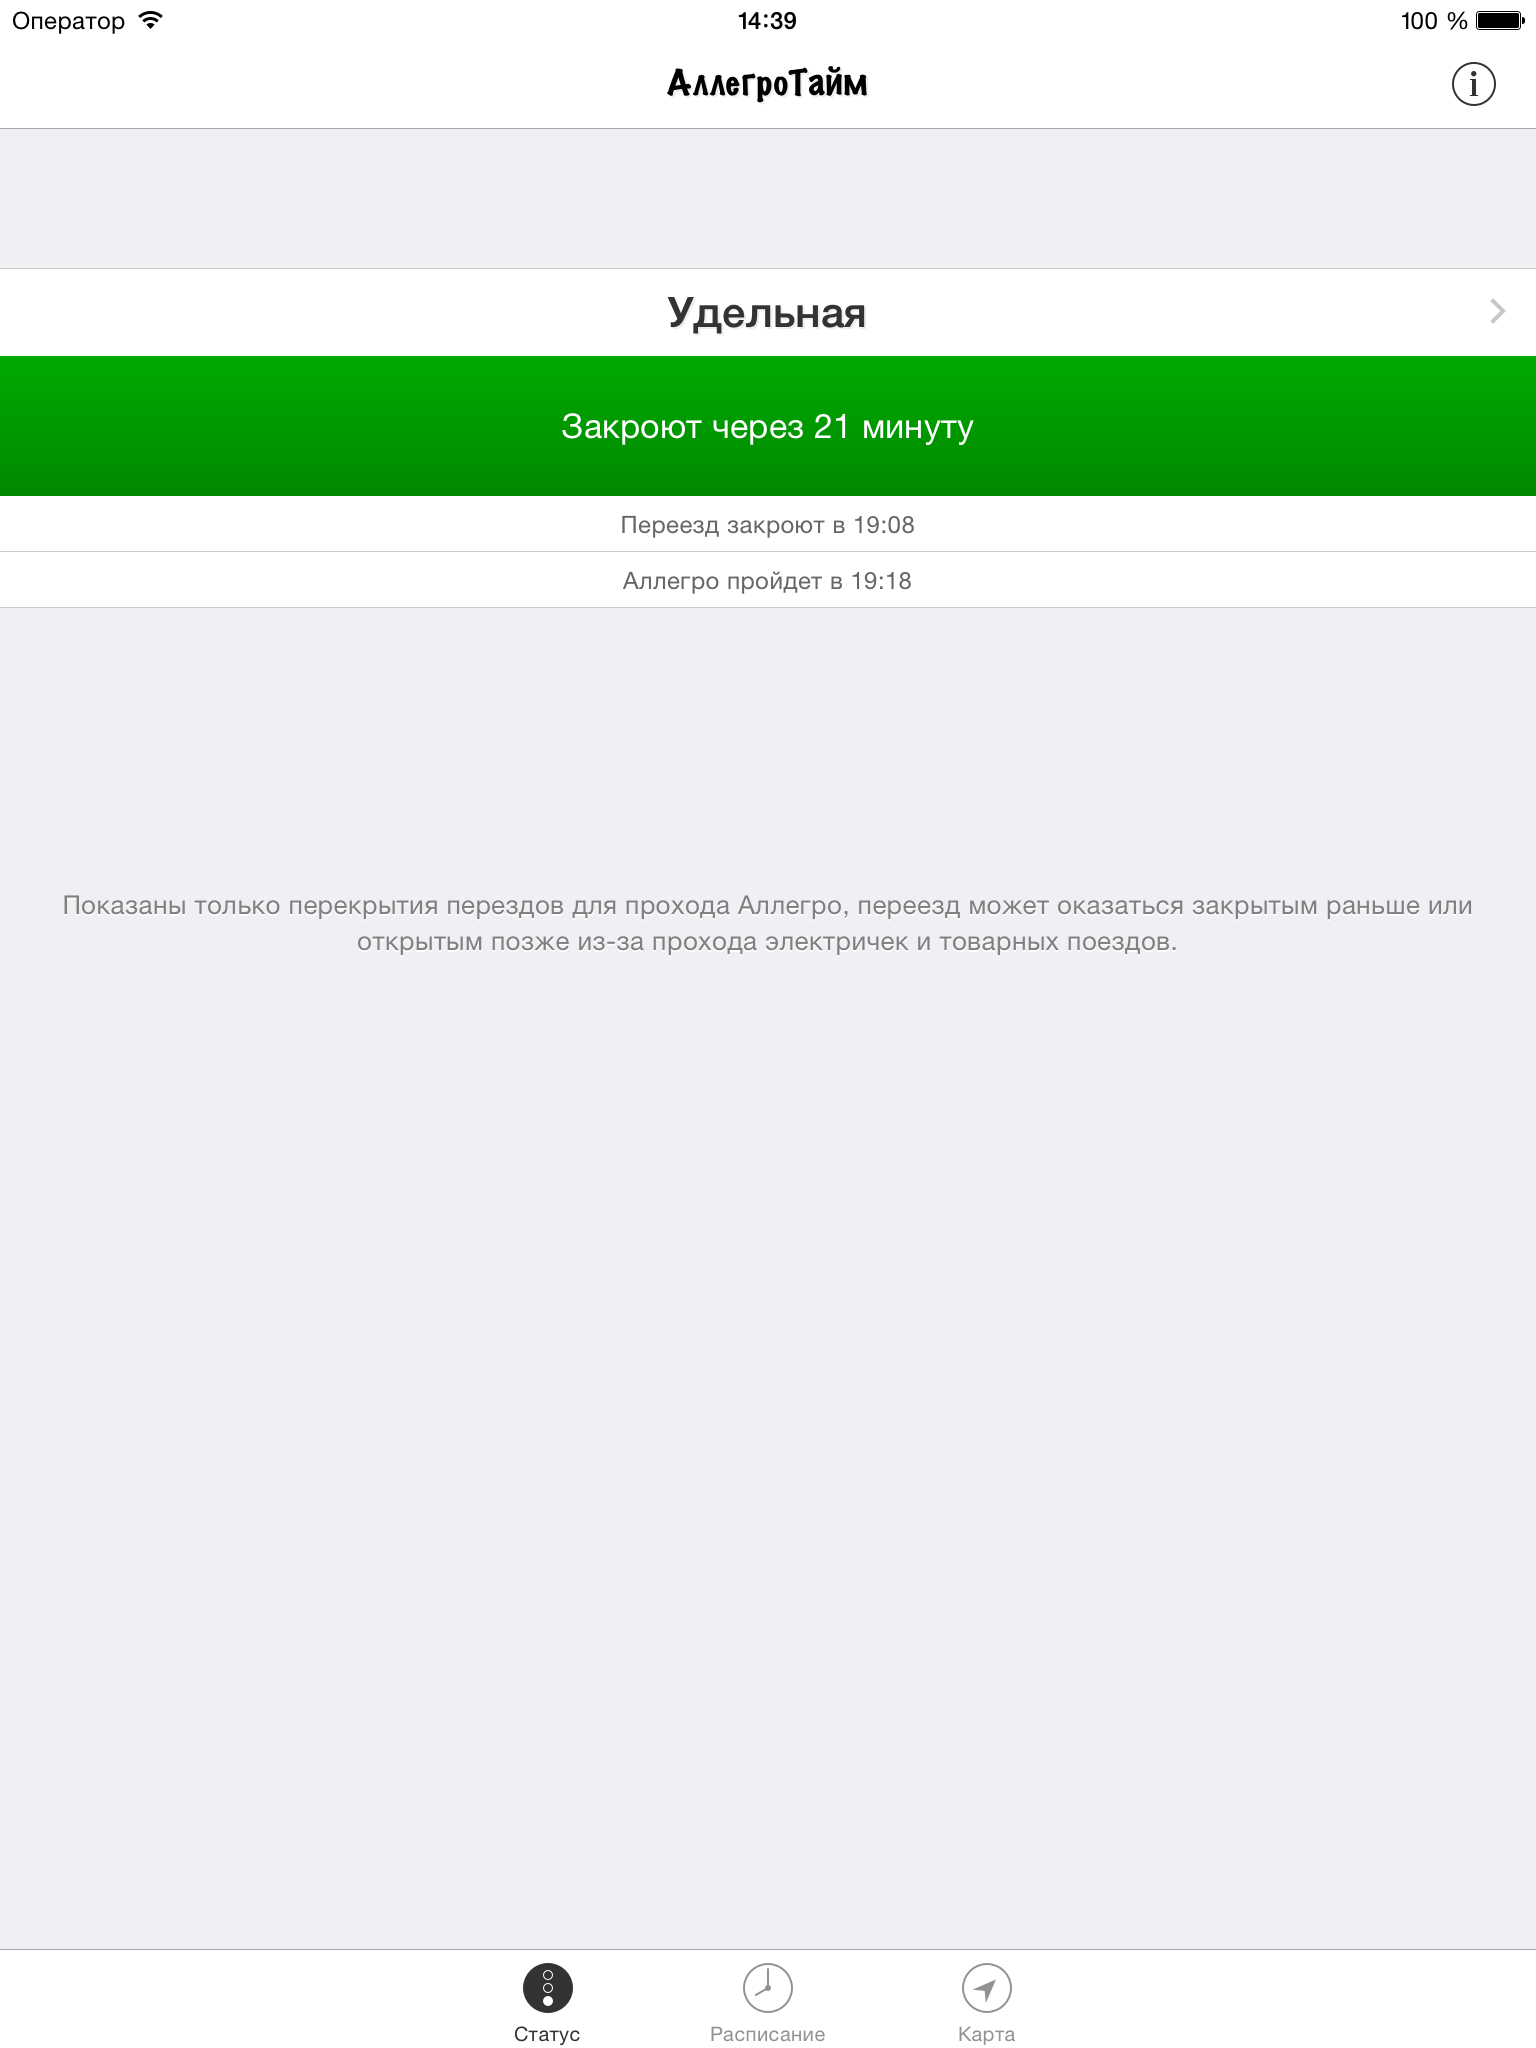 Оператор 14:39 100 %
АллегроТайм
Удельная
Закроют через 21 минуту
Переезд закроют в 19:08
Аллегро пройдет в 19:18
Показаны только перекрытия перездов для прохода Аллегро, переезд может оказаться закрытым раньше или
открытым позже из-за прохода электричек и товарных поездов.
Статус Расписание Карта